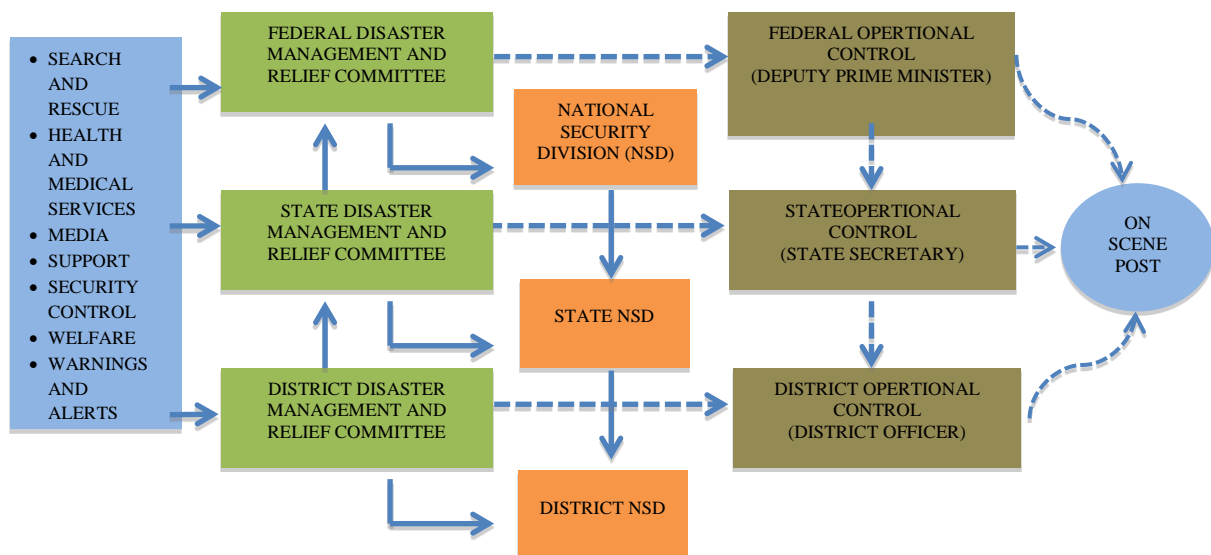 • SEARCH
AND
RESCUE
• HEALTH
AND
MEDICAL
SERVICES
• MEDIA
• SUPPORT
• SECURITY
CONTROL
• WELFARE
• WARNINGS
AND
ALERTS
FEDERAL DISASTER
MANAGEMENT AND
RELIEF COMMITTEE
STATE DISASTER
MANAGEMENT AND
RELIEF COMMITTEE
DISTRICT DISASTER
MANAGEMENT AND
RELIEF COMMITTEE
NATIONAL
SECURITY
DIVISION (NSD)
STATE NSD
DISTRICT NSD
FEDERAL OPERTIONAL
CONTROL
(DEPUTY PRIME MINISTER)
STATEOPERTIONAL
CONTROL
(STATE SECRETARY)
DISTRICT OPERTIONAL
CONTROL
(DISTRICT OFFICER)
ON
SCENE
POST